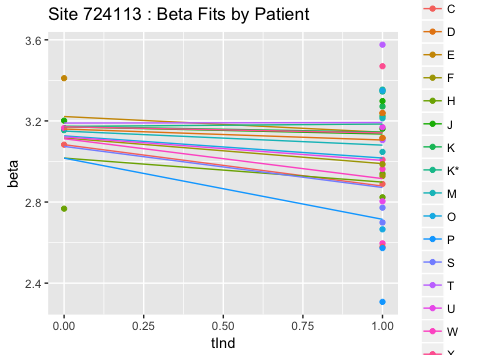 Site 724113 : Beta Fits by Patient
3.6
3.2
2.8
2.4
beta
0.00 0.25 0.50 0.75 1.00
tInd
C
D
E
F
H
J
K
K*
M
O
P
S
T
U
W